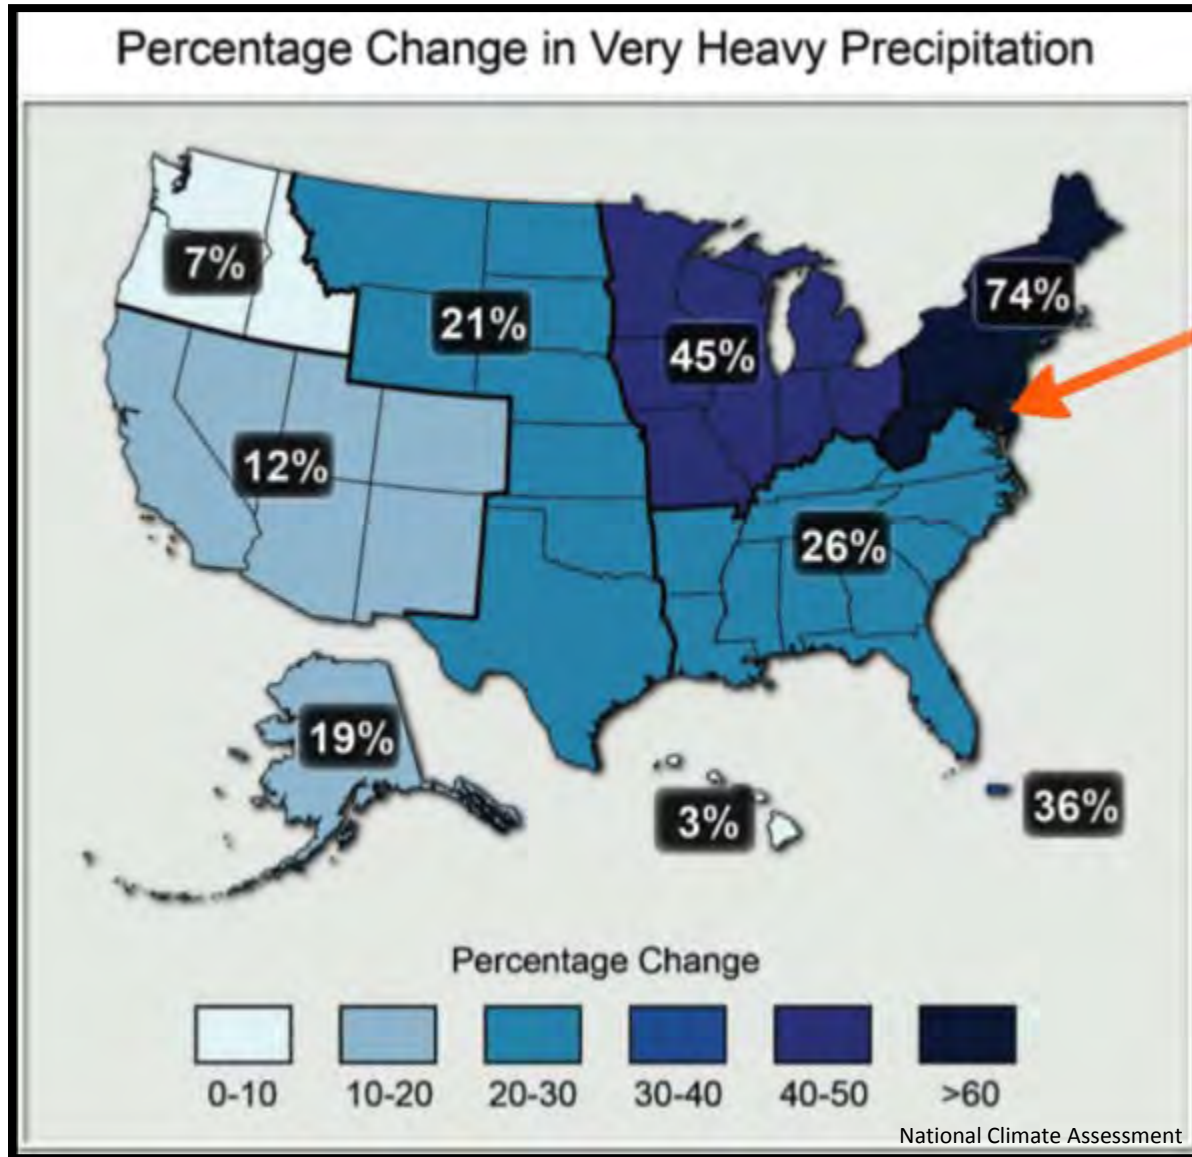 Percentage Change in Very Heavy Precipitation
7%
21%
45%
74%
12%
26%
19%
3%
36%
Percentage Change
0-10 10-20 20-30 30-40 40-50 >60
National Climate Assessment